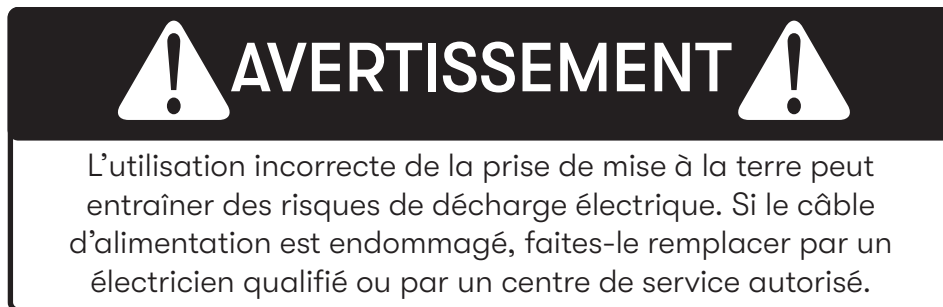 AVERTISSEMENT
L’utilisation incorrecte de la prise de mise à la terre peut
entraîner des risques de décharge électrique. Si le câble
d’alimentation est endommagé, faites-le remplacer par un
électricien qualifié ou par un centre de service autorisé.